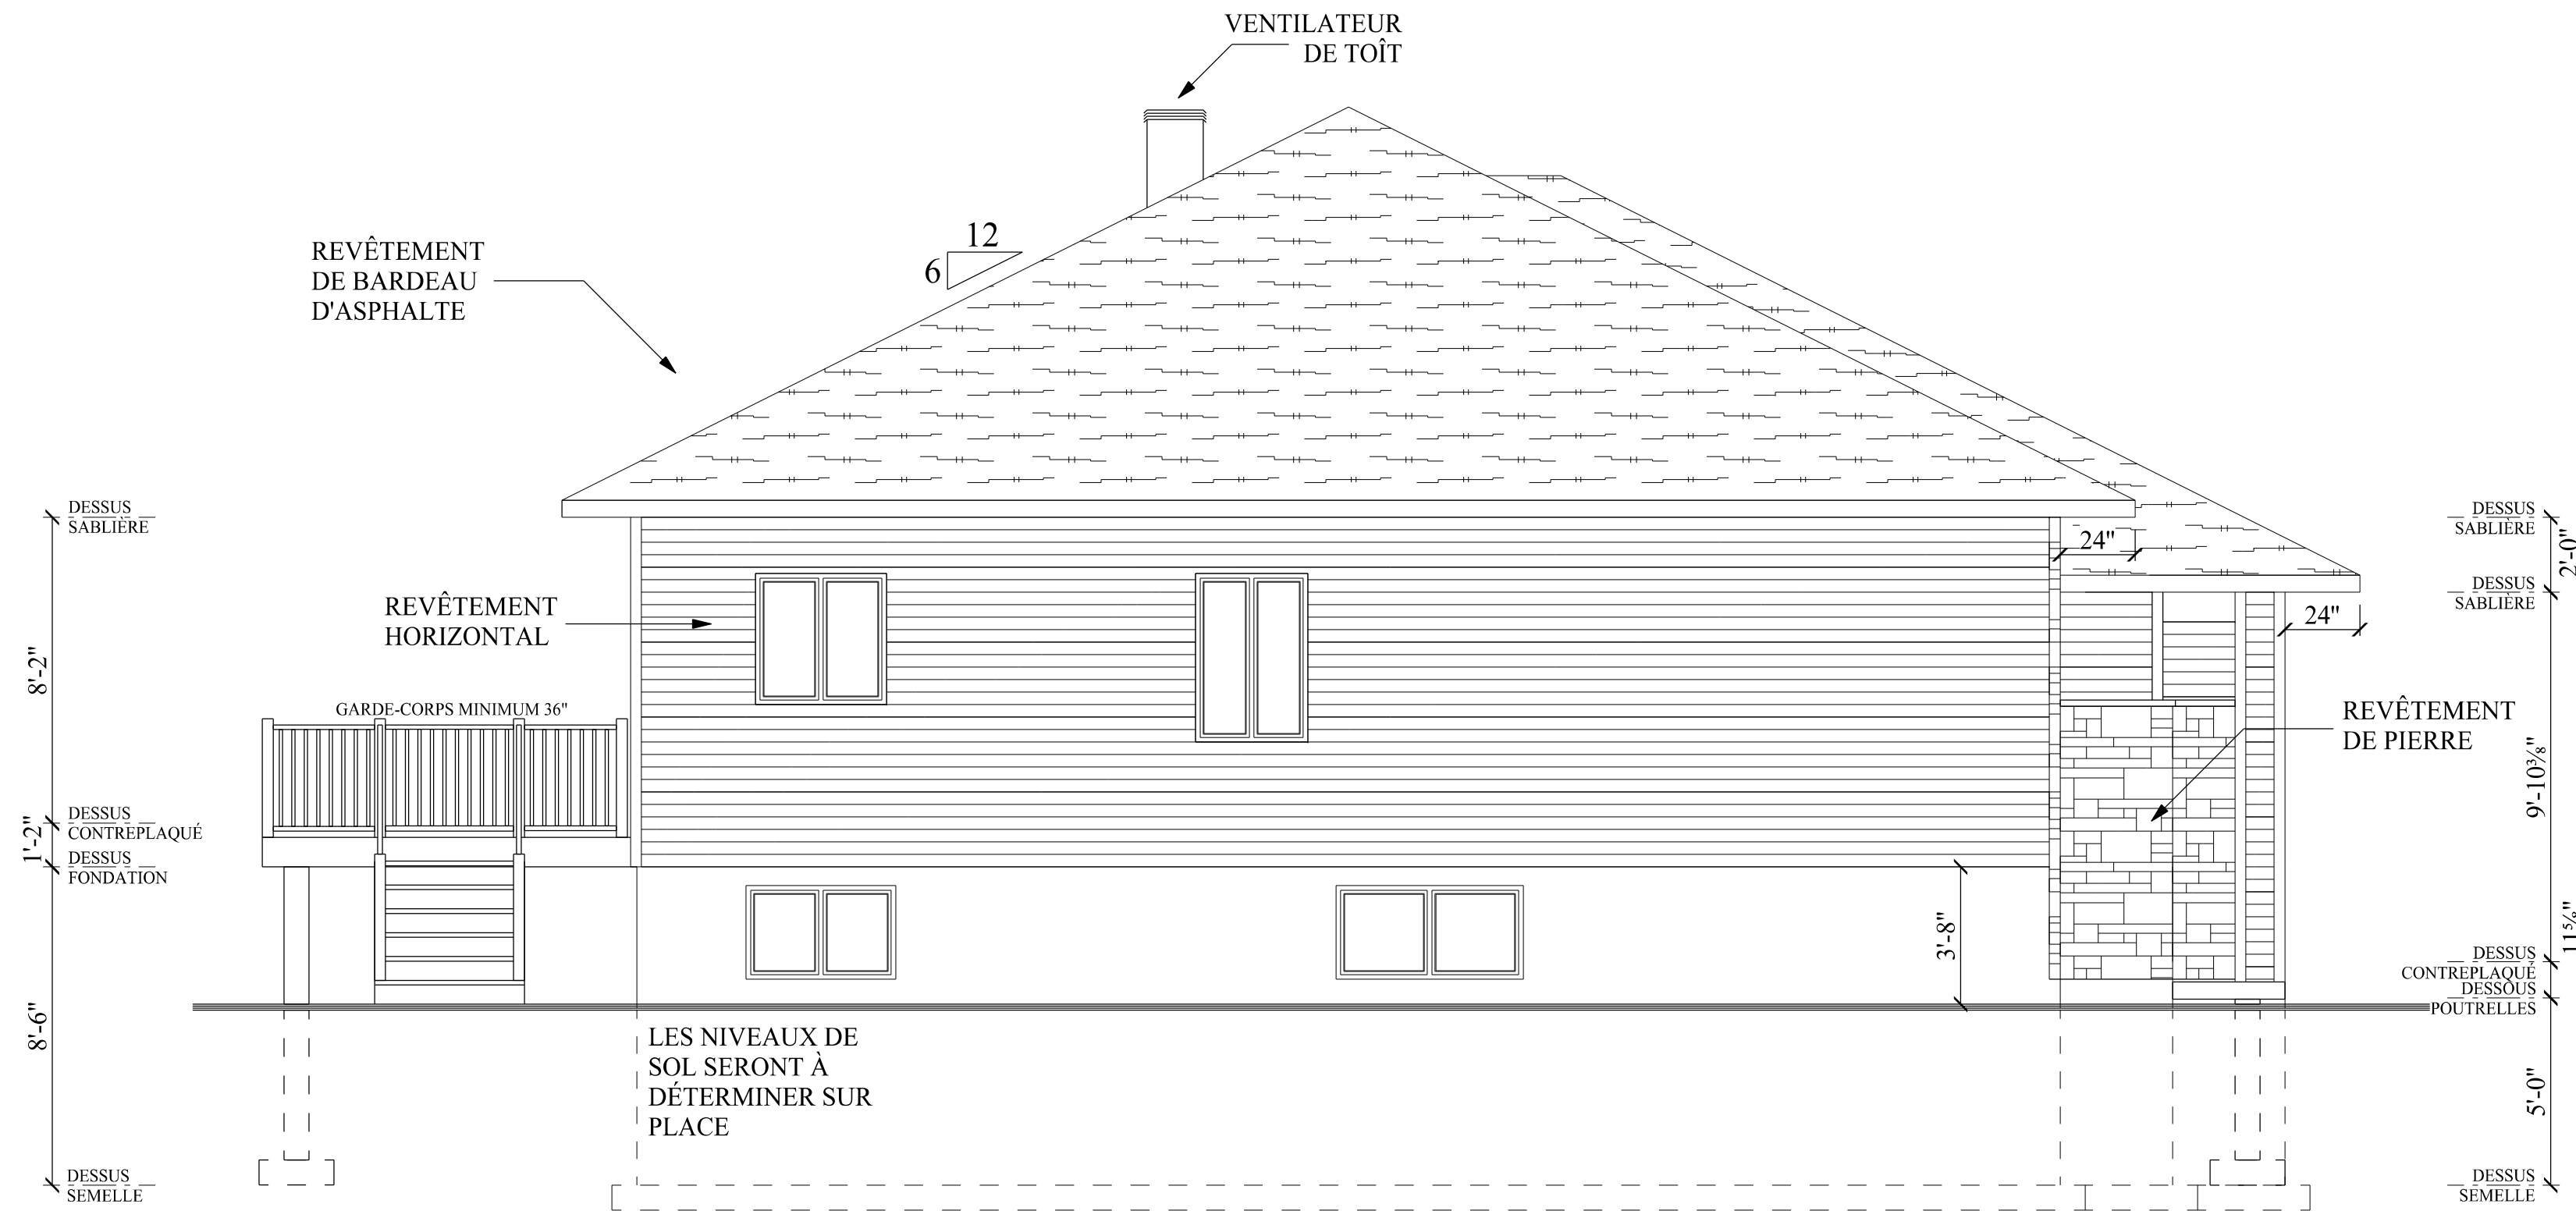 VENTILATEUR
DE TOÎT
12
6
REVÊTEMENT
DE BARDEAU
D'ASPHALTE
DESSUS
SABLIÈRE
8'-2"
REVÊTEMENT
HORIZONTAL
GARDE-CORPS MINIMUM 36"
DESSUS
CONTREPLAQUÉ
1'-2"
DESSUS
FONDATION
8'-6"
DESSUS
SEMELLE
LES NIVEAUX DE
SOL SERONT À
DÉTERMINER SUR
PLACE
3'-8"
24"
24"
DESSUS
SABLIÈRE
2'-0"
DESSUS
SABLIÈRE
REVÊTEMENT
DE PIERRE
9'-10⅜"
11⅝"
DESSUS
CONTREPLAQUÉ
DESSOUS
POUTRELLES
5'-0"
DESSUS
SEMELLE